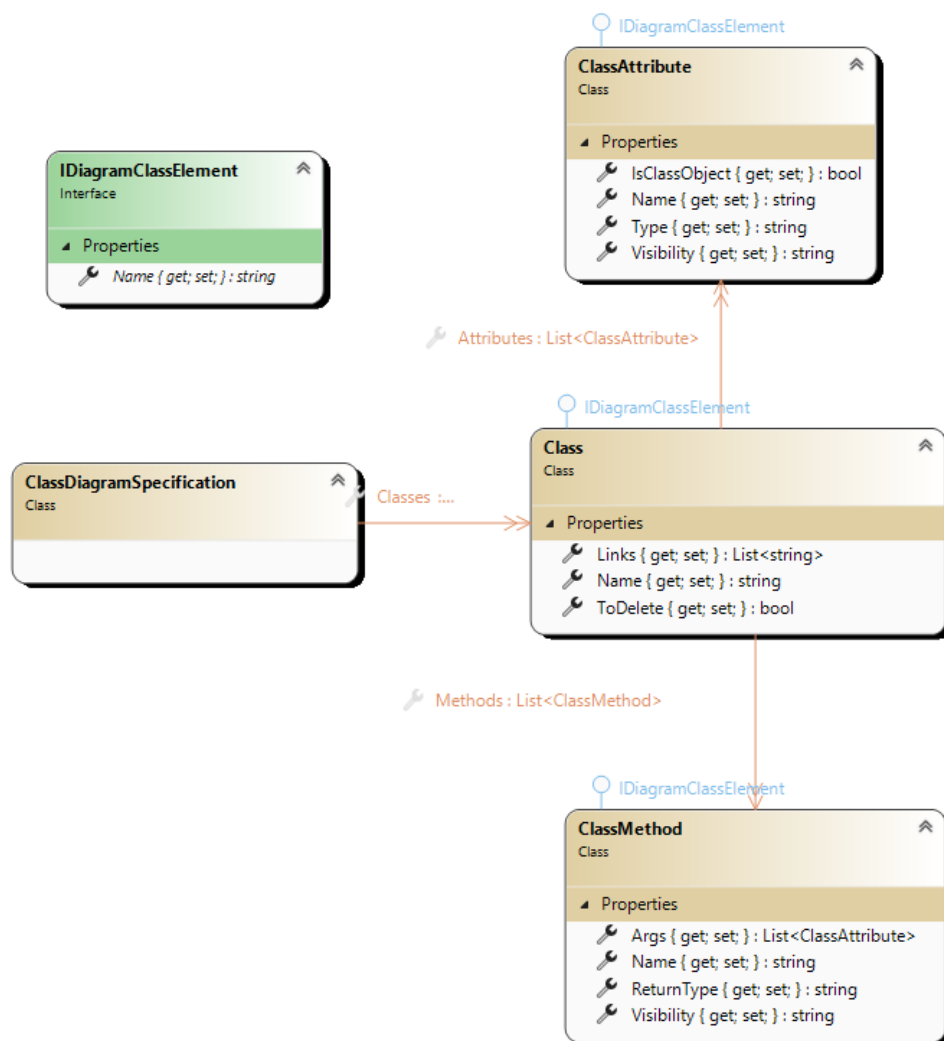 IDiagramClassElement
ClassAttribute
Class
Properties
IsClassObject { get; set; } : bool
Name { get; set; } : string
Type { get; set; } : string
Visibility { get; set; } : string
IDiagramClassElement
Interface
Properties
Name { get; set; } : string
Attributes : List<ClassAttribute>
IDiagramClassElement
Class
Class
Properties
Links { get; set; } : List<string>
Name { get; set; } : string
ToDelete { get; set; } : bool
ClassDiagramSpecification
Class
Classes :...
Methods : List<ClassMethod>
IDiagramClassElement
ClassMethod
Class
Properties
Args { get; set; } : List<ClassAttribute>
Name { get; set; } : string
ReturnType { get; set; } : string
Visibility { get; set; } : string